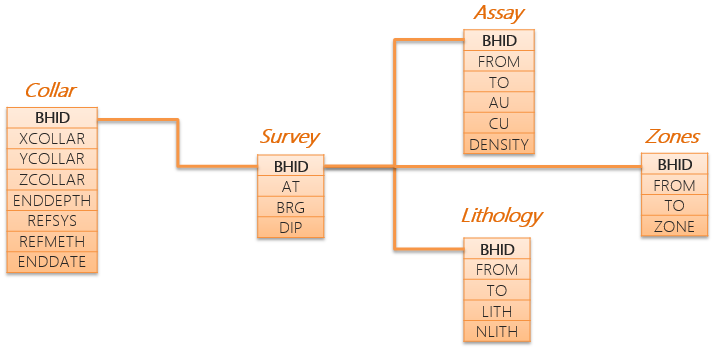 Collar
BHID
XCOLLAR
YCOLLAR
ZCOLLAR
ENDDEPTH
REFSYS
REFMETH
ENDDATE
Survey
BHID
AT
BRG
DIP
Assay
BHID
FROM
TO
AU
CU
DENSITY
Lithology
BHID
FROM
TO
LITH
NLITH
Zones
BHID
FROM
TO
ZONE